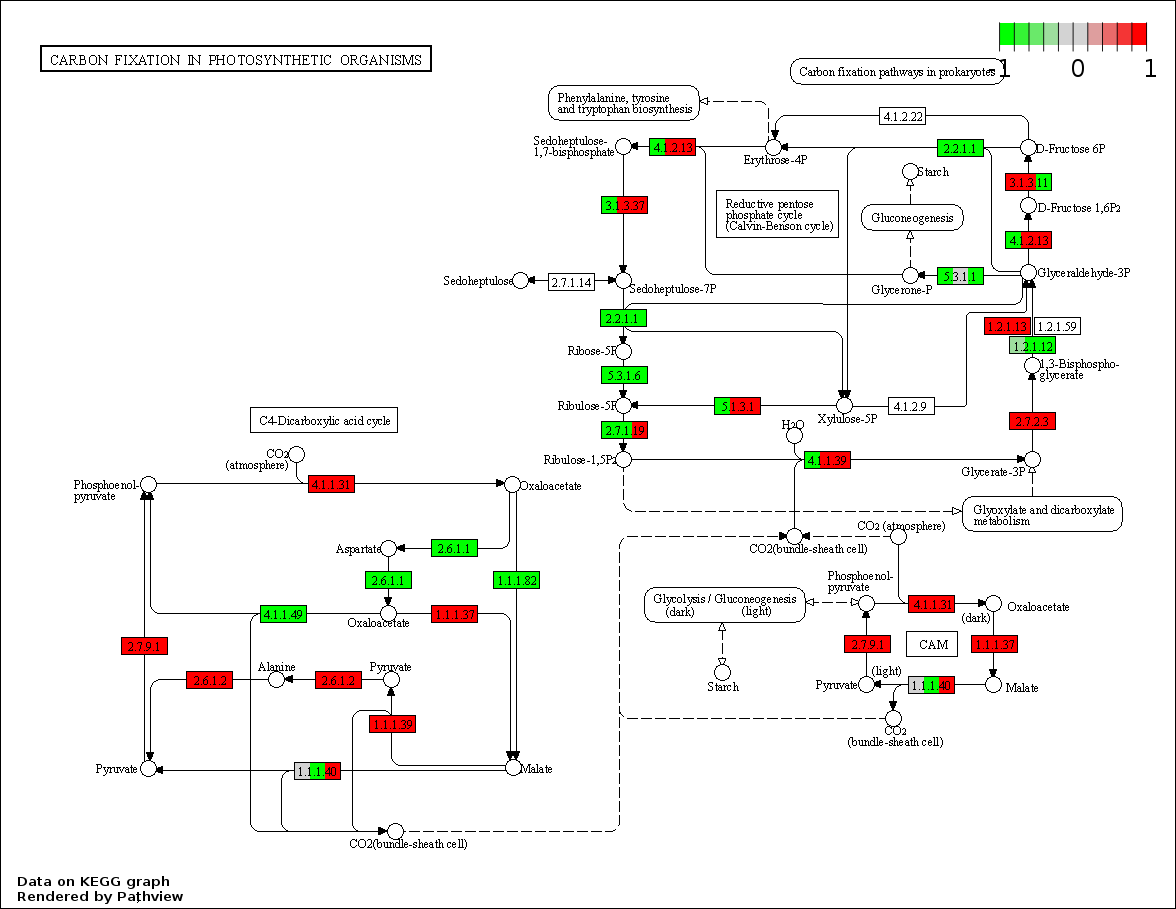 CARBON FIXATION IN PHOTOSYNTHETIC ORGANISMS
-1 0 1
Carbon fixation pathways in prokaryotes
Phenylalanine, tyrosine
and tryptophan biosynthesis
4.1.2.22
Sedoheptulose-
1,7-bisphosphate
4.1.2.13
Erythrose-4P
2.2.1.1
D-Fructose 6P
Starch
3.1.3.11
3.1.3.37
Reductive pentose
phosphate cycle
(Calvin-Benson cycle)
Gluconeogenesis
D-Fructose 1,6P2
4.1.2.13
Sedoheptulose
2.7.1.14
Sedoheptulose-7P
Glycerone-P
5.3.1.1
Glyceraldehyde-3P
2.2.1.1
1.2.1.13
1.2.1.59
1.2.1.12
Ribose-5P
5.3.1.6
1,3-Bisphospho-
glycerate
Ribulose-5P
5.1.3.1
Xylulose-5P
4.1.2.9
2.7.2.3
C4-Dicarboxylic acid cycle
2.7.1.19
H2O
CO2
(atmosphere)
Ribulose-1,5P2
4.1.1.39
Glycerate-3P
Phosphoenol-
pyruvate
4.1.1.31
Oxaloacetate
Glyoxylate and dicarboxylate
metabolism
CO2 (atmosphere)
Aspartate
2.6.1.1
CO2(bundle-sheath cell)
2.6.1.1
1.1.1.82
Phosphoenol-
pyruvate
Glycolysis / Gluconeogenesis
(dark) (light)
4.1.1.31
Oxaloacetate
(dark)
4.1.1.49
Oxaloacetate
1.1.1.37
2.7.9.1
2.7.9.1
CAM
1.1.1.37
Alanine
Pyruvate
2.6.1.2
2.6.1.2
(light)
Starch
Pyruvate
1.1.1.40
Malate
1.1.1.39
CO2
(bundle-sheath cell)
Pyruvate
1.1.1.40
Malate
CO2(bundle-sheath cell)
Data on KEGG graph
Rendered by Pathview